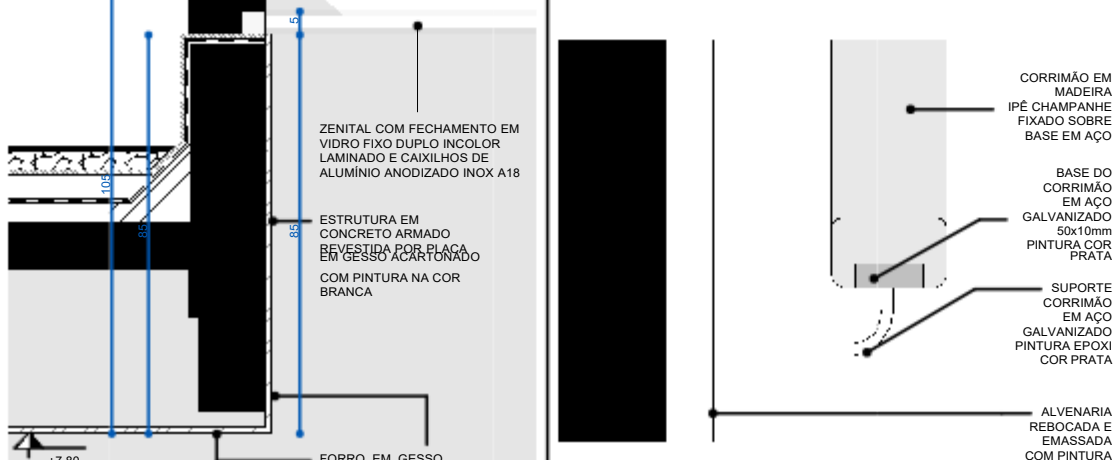 5
ZENITAL COM FECHAMENTO EM
VIDRO FIXO DUPLO INCOLOR
LAMINADO E CAIXILHOS DE
ALUMÍNIO ANODIZADO INOX A18
105
85
85
ESTRUTURA EM
CONCRETO ARMADO
REVESTIDA POR PLACA
EM GESSO ACARTONADO
COM PINTURA NA COR
BRANCA
FORRO EM GESSO
+7.80
CORRIMÃO EM
MADEIRA
IPÊ CHAMPANHE
FIXADO SOBRE
BASE EM AÇO
BASE DO
CORRIMÃO
EM AÇO
GALVANIZADO
50x10mm
PINTURA COR
PRATA
SUPORTE
CORRIMÃO
EM AÇO
GALVANIZADO
PINTURA EPOXI
COR PRATA
ALVENARIA
REBOCADA E
EMASSADA
COM PINTURA